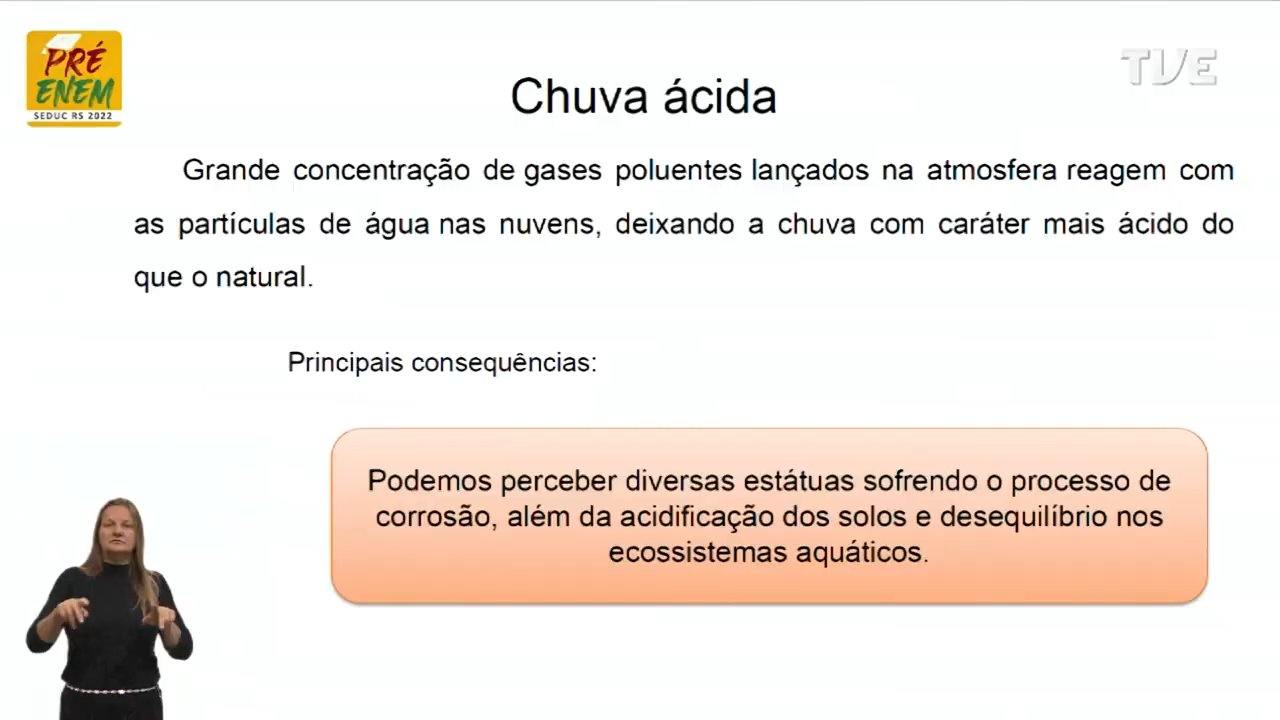 PRÉ
ENEM
SEDUC RS 2022
TVE
Chuva ácida
Grande concentração de gases poluentes lançados na atmosfera reagem com
as partículas de água nas nuvens, deixando a chuva com caráter mais ácido do
que o natural.
Principais consequências:
Podemos perceber diversas estátuas sofrendo o processo de
corrosão, além da acidificação dos solos e desequilíbrio nos
ecossistemas aquáticos.